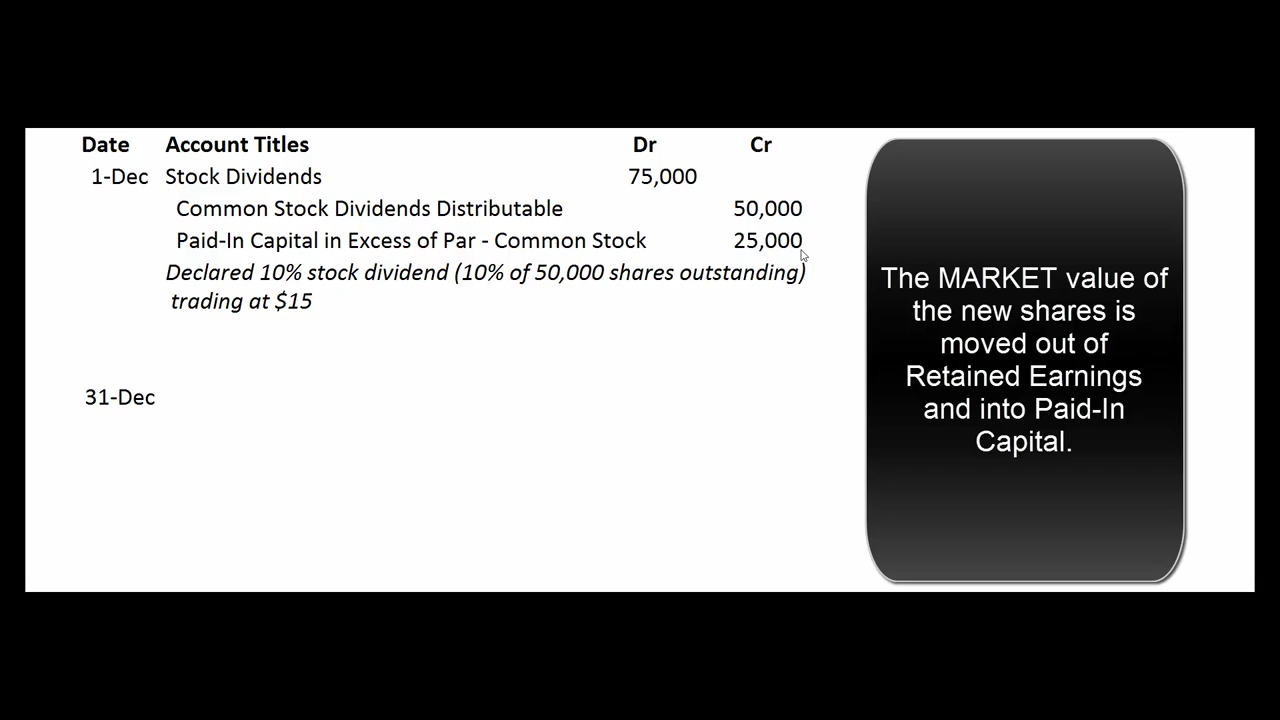 Date Account Titles Dr Cr
1-Dec Stock Dividends 75,000
Common Stock Dividends Distributable 50,000
Paid-In Capital in Excess of Par - Common Stock 25,000
Declared 10% stock dividend (10% of 50,000 shares outstanding)
trading at $15
31-Dec
The MARKET value of
the new shares is
moved out of
Retained Earnings
and into Paid-In
Capital.